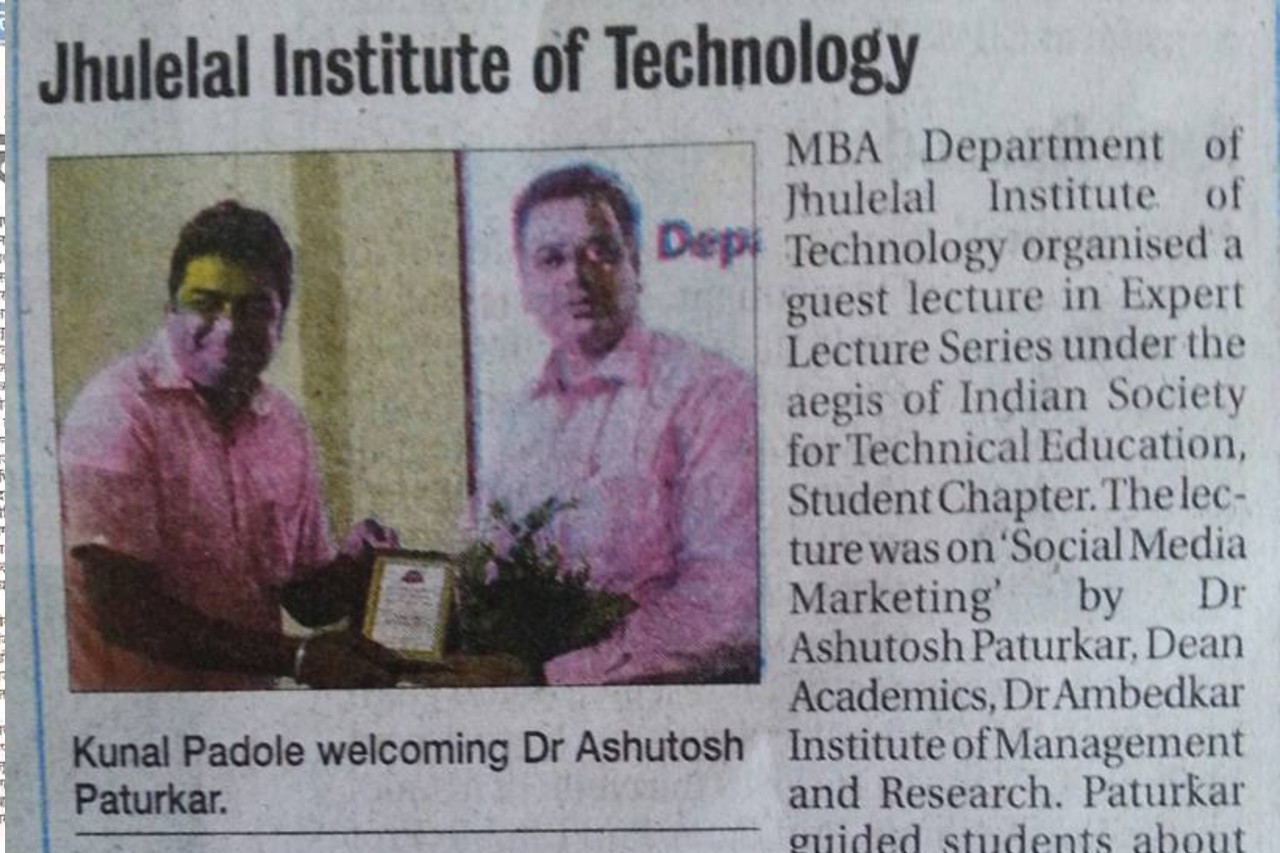 Jhulelal Institute of Technology
Dep
Kunal Padole welcoming Dr Ashutosh
Paturkar.
MBA Department of
Jhulelal Institute of
Technology organised a
guest lecture in Expert
Lecture Series under the
aegis of Indian Society
for Technical Education,
Student Chapter. The lec-
ture was on ‘Social Media
Marketing’ by Dr
Ashutosh Paturkar, Dean
Academics, Dr Ambedkar
Institute of Management
and Research. Paturkar
guided students about